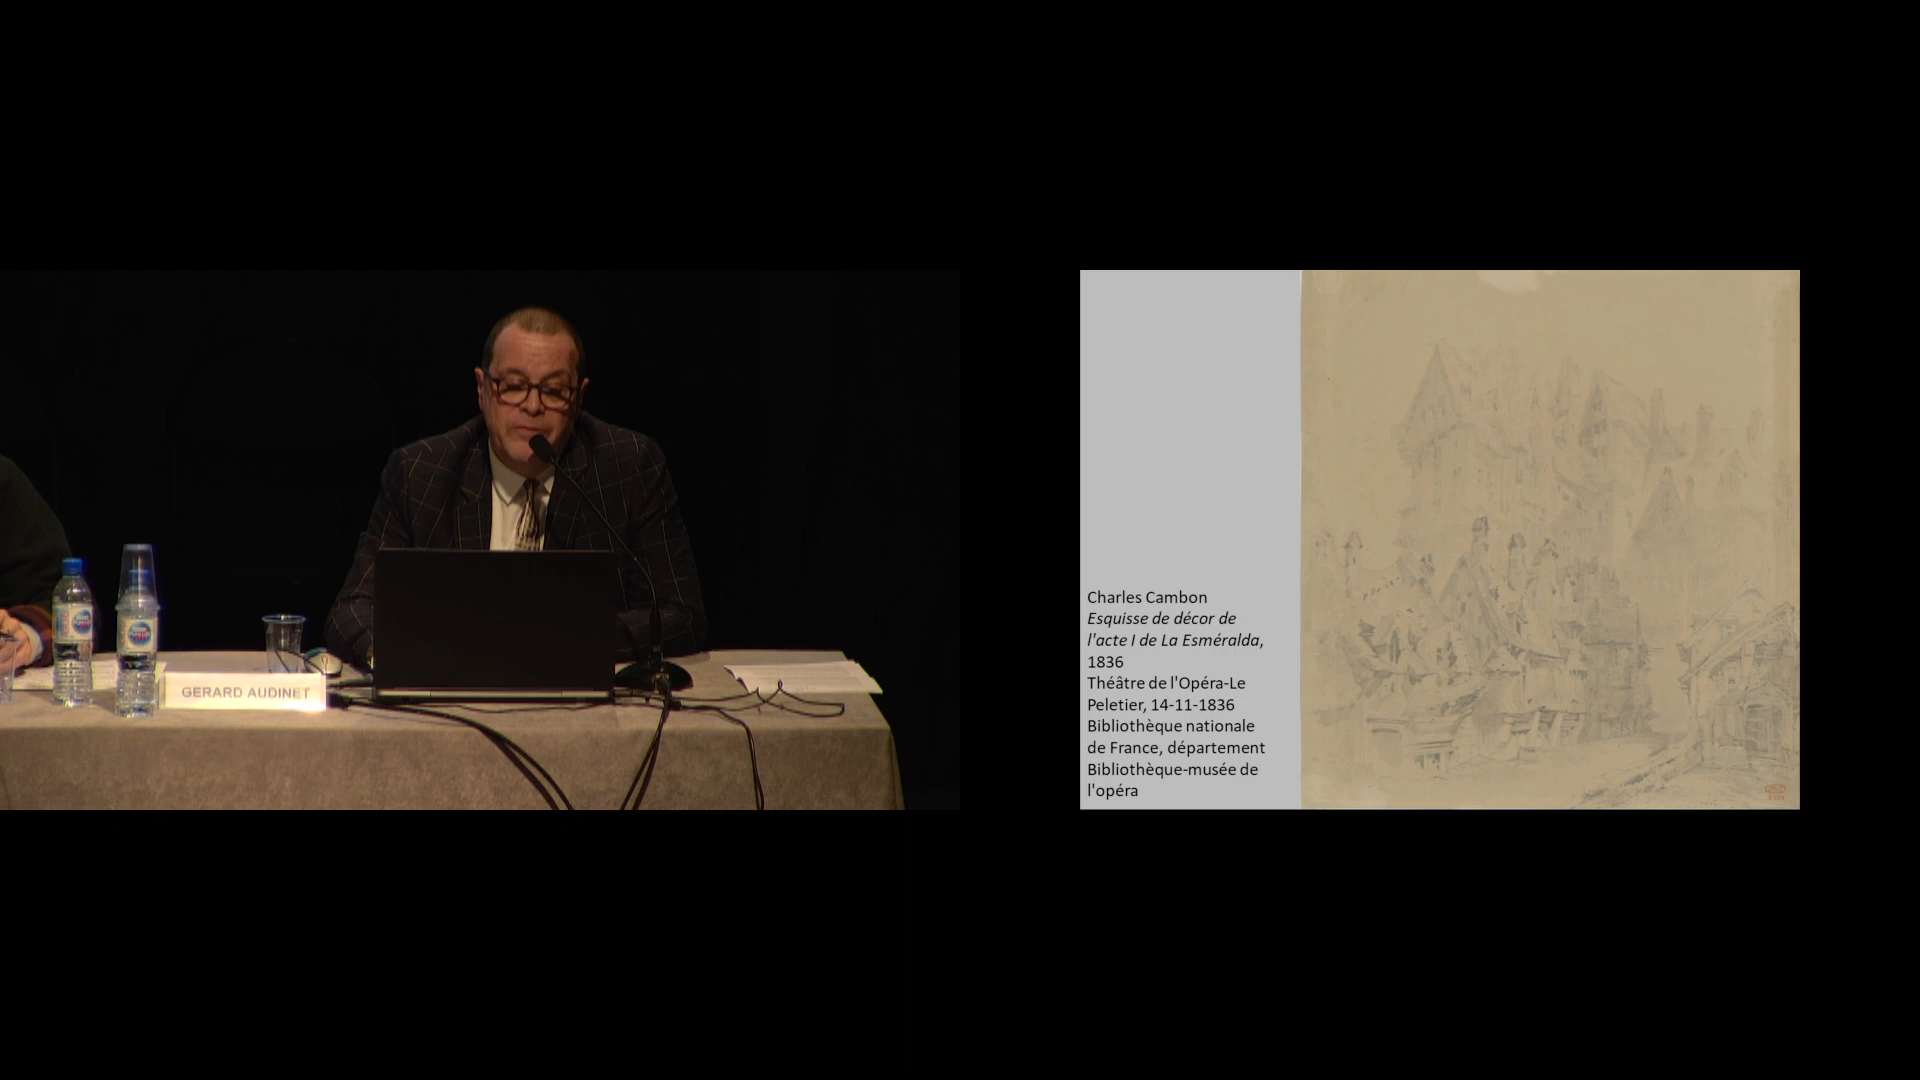 GERARD AUDINET
Charles Cambon
Esquisse de décor de
l'acte I de La Esméralda,
1836
Théâtre de l'Opéra-Le
Peletier, 14-11-1836
Bibliothèque nationale
de France, département
Bibliothèque-musée de
l'opéra